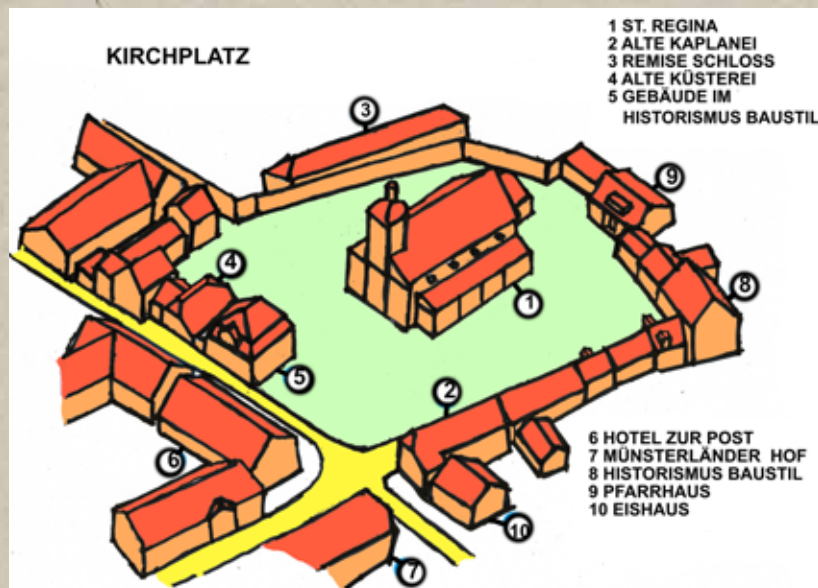 KIRCHPLATZ
1 ST. REGINA
2 ALTE KAPLANEI
3 REMISE SCHLOSS
4 ALTE KÜSTEREI
5 GEBÄUDE IM
HISTORISMUS BAUSTIL
3
9
4
8
1
5
2
6
10
7
6 HOTEL ZUR POST
7 MÜNSTERLÄNDER HOF
8 HISTORISMUS BAUSTIL
9 PFARRHAUS
10 EISHAUS